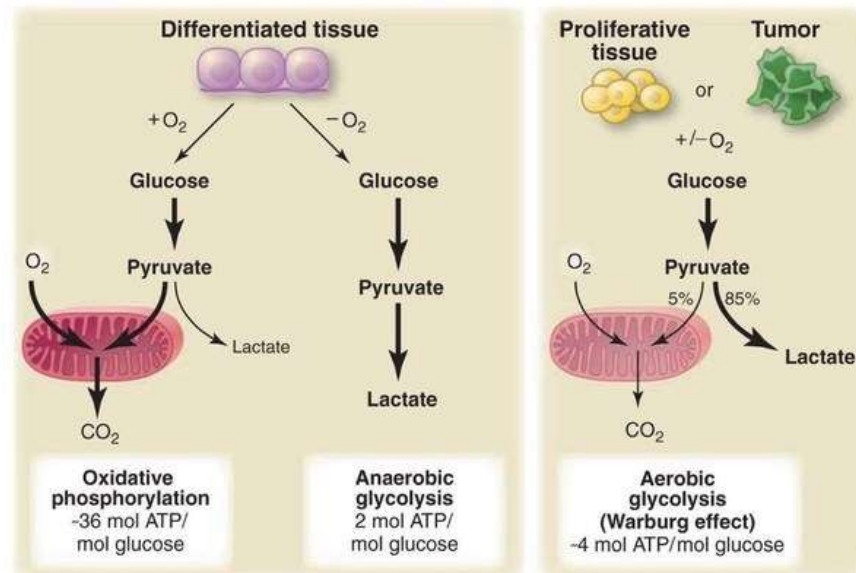 Differentiated tissue
+O₂
−O₂
Glucose
Glucose
O₂
Pyruvate
Pyruvate
Lactate
Lactate
CO₂
Oxidative
phosphorylation
~36 mol ATP/
mol glucose
Anaerobic
glycolysis
2 mol ATP/
mol glucose
Proliferative
tissue
or
Tumor
+/−O₂
Glucose
O₂
Pyruvate
5%
85%
Lactate
CO₂
Aerobic
glycolysis
(Warburg effect)
~4 mol ATP/mol glucose